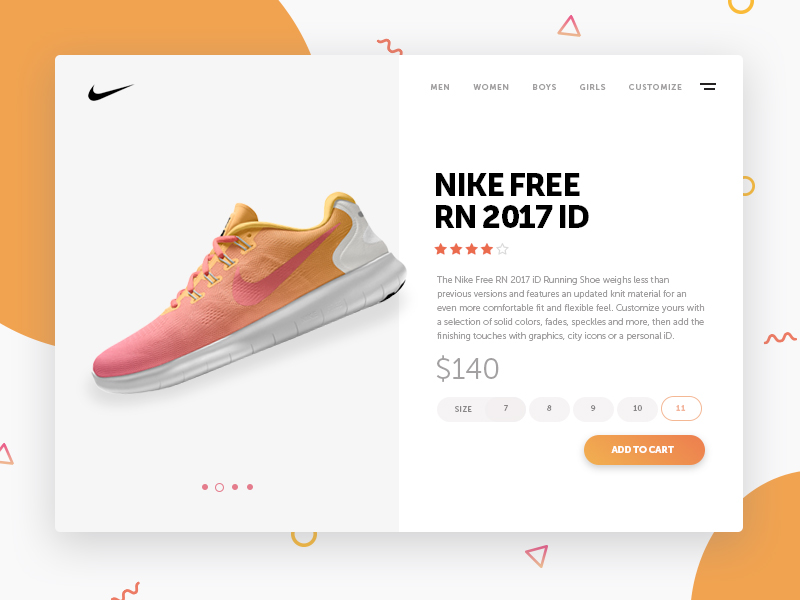 MEN WOMEN BOYS GIRLS CUSTOMIZE
NIKE FREE
RN 2017 ID
The Nike Free RN 2017 iD Running Shoe weighs less than
previous versions and features an updated knit material for an
even more comfortable fit and flexible feel. Customize yours with
a selection of solid colors, fades, speckles and more, then add the
finishing touches with graphics, city icons or a personal iD.
$140
SIZE 7 8 9 10 11
ADD TO CART